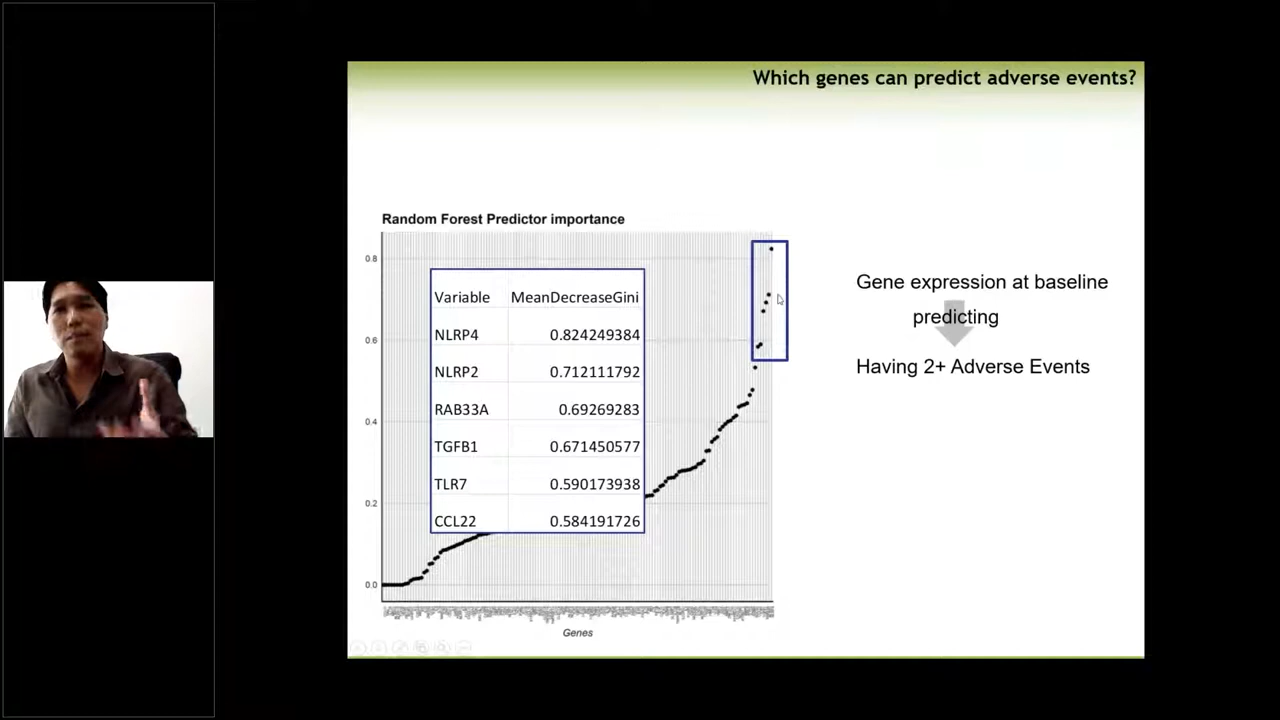 Which genes can predict adverse events?
Random Forest Predictor importance
0.8
0.6
0.4
0.2
0.0
Variable MeanDecreaseGini
NLRP4 0.824249384
NLRP2 0.712111792
RAB33A 0.69269283
TGFB1 0.671450577
TLR7 0.590173938
CCL22 0.584191726
Genes
Gene expression at baseline
predicting
Having 2+ Adverse Events